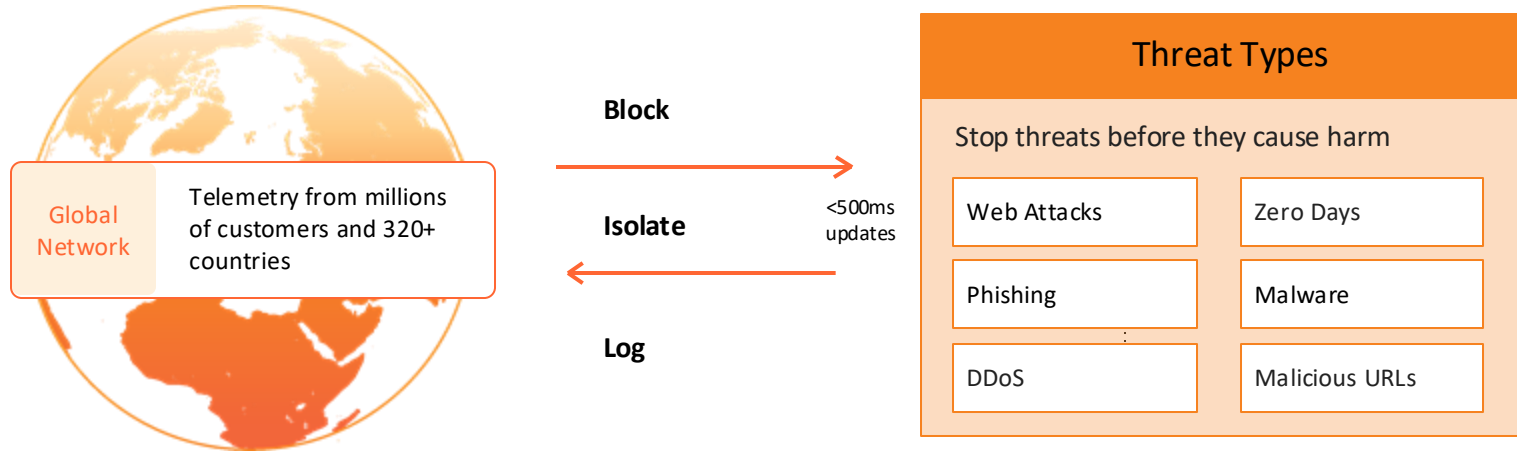 Global
Network
Telemetry from millions
of customers and 320+
countries
Block
Isolate
Log
<500ms
updates
Threat Types
Stop threats before they cause harm
Web Attacks
Zero Days
Phishing
Malware
:
DDoS
Malicious URLs